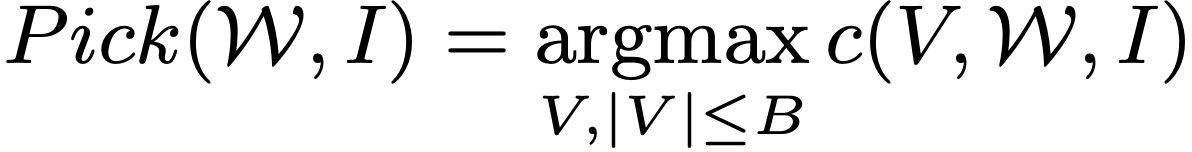 Pick(𝒲, I) = argmax c(V, 𝒲, I)
V,|V|≤B